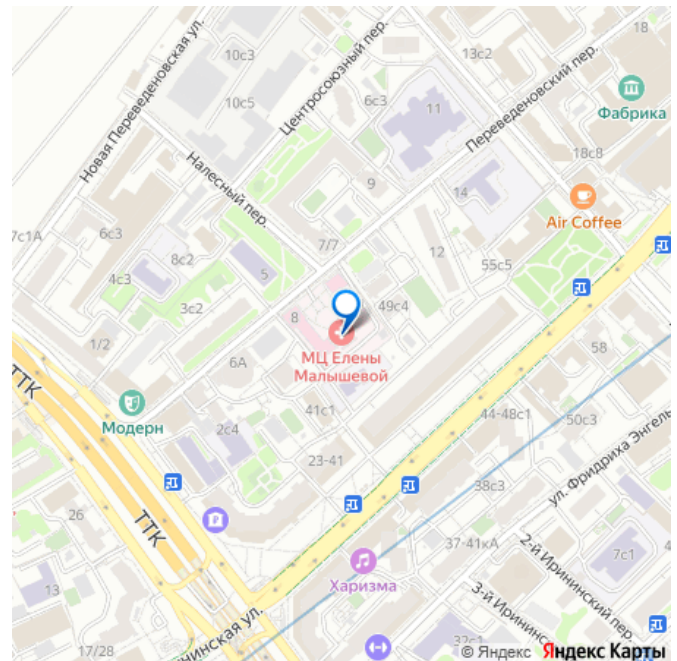 18
13с2
10с3
Центросоюзный пер.
Новая Переведеновская ул.
10с5
6с3
11
Переведеновский пер.
Фабрика
18с8
Налесный пер.
9
14
Air Coffee
7с1А
6с3
8с2
7/7
12
55с5
4с3
5
3с2
49с4
8
1/2
МЦ Елены
Малышевой
58
6А
ТТК
Модерн
41с1
44-48с1
50с3
2с4
ул. Фридриха Энгель
23-41
38с3
26
ТТК
37-41кА
2-й Ирининский пер.
7с1
13
Харизма
3-й Ирининс
нинская ул.
17/28
32с1
© Яндекс Яндекс Карты